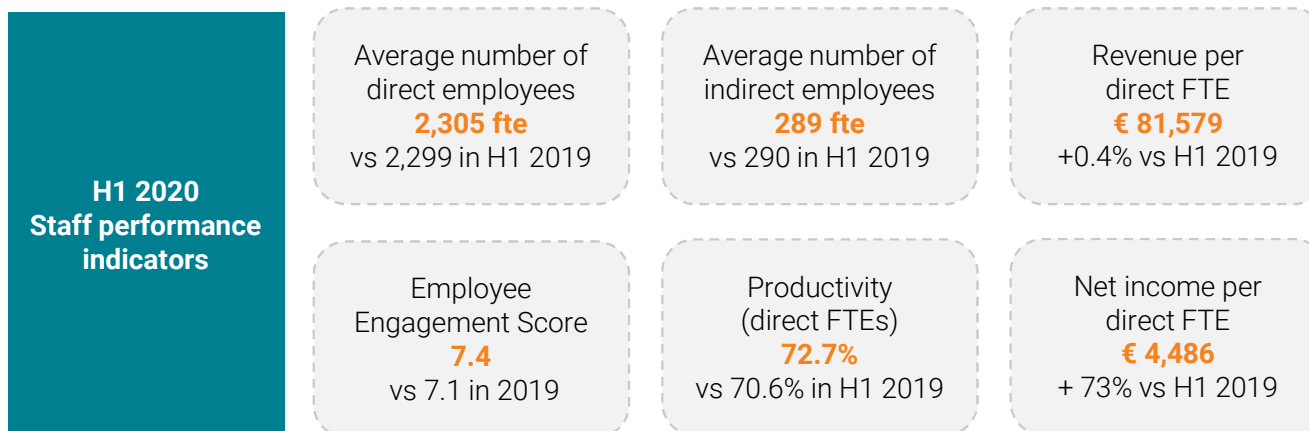 H1 2020
Staff performance
indicators
Average number of
direct employees
2,305 fte
vs 2,299 in H1 2019
Average number of
indirect employees
289 fte
vs 290 in H1 2019
Revenue per
direct FTE
€ 81,579
+0.4% vs H1 2019
Employee
Engagement Score
7.4
vs 7.1 in 2019
Productivity
(direct FTEs)
72.7%
vs 70.6% in H1 2019
Net income per
direct FTE
€ 4,486
+ 73% vs H1 2019